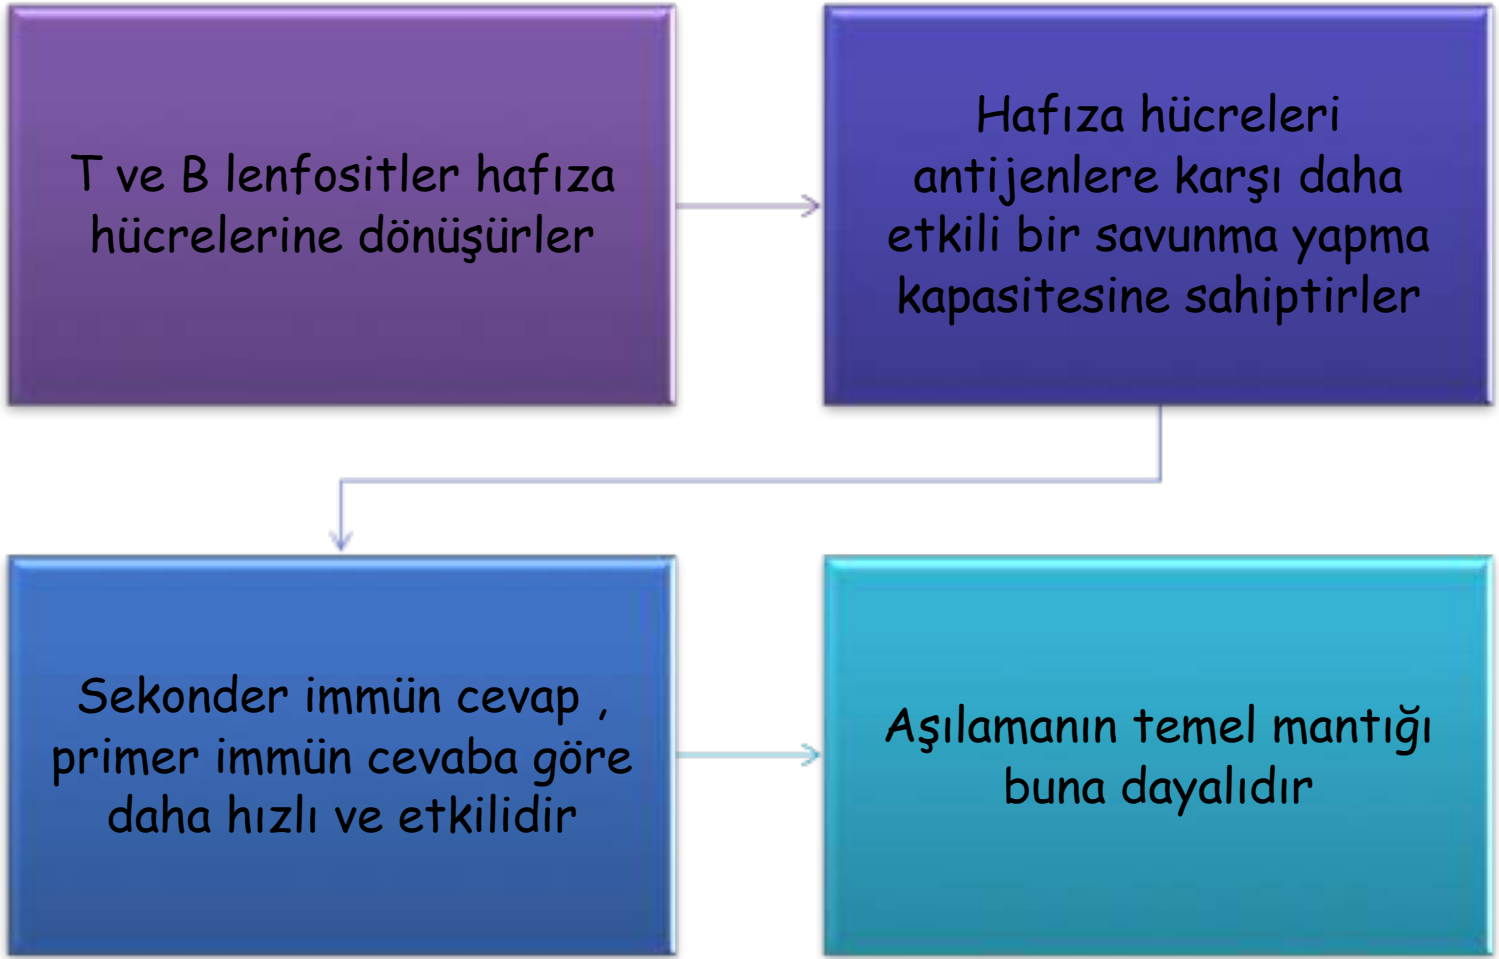 T ve B lenfositler hafıza
hücrelerine dönüşürler
Hafıza hücreleri
antijenlere karşı daha
etkili bir savunma yapma
kapasitesine sahiptirler
Sekonder immün cevap ,
primer immün cevaba göre
daha hızlı ve etkilidir
Aşılamanın temel mantığı
buna dayalıdır